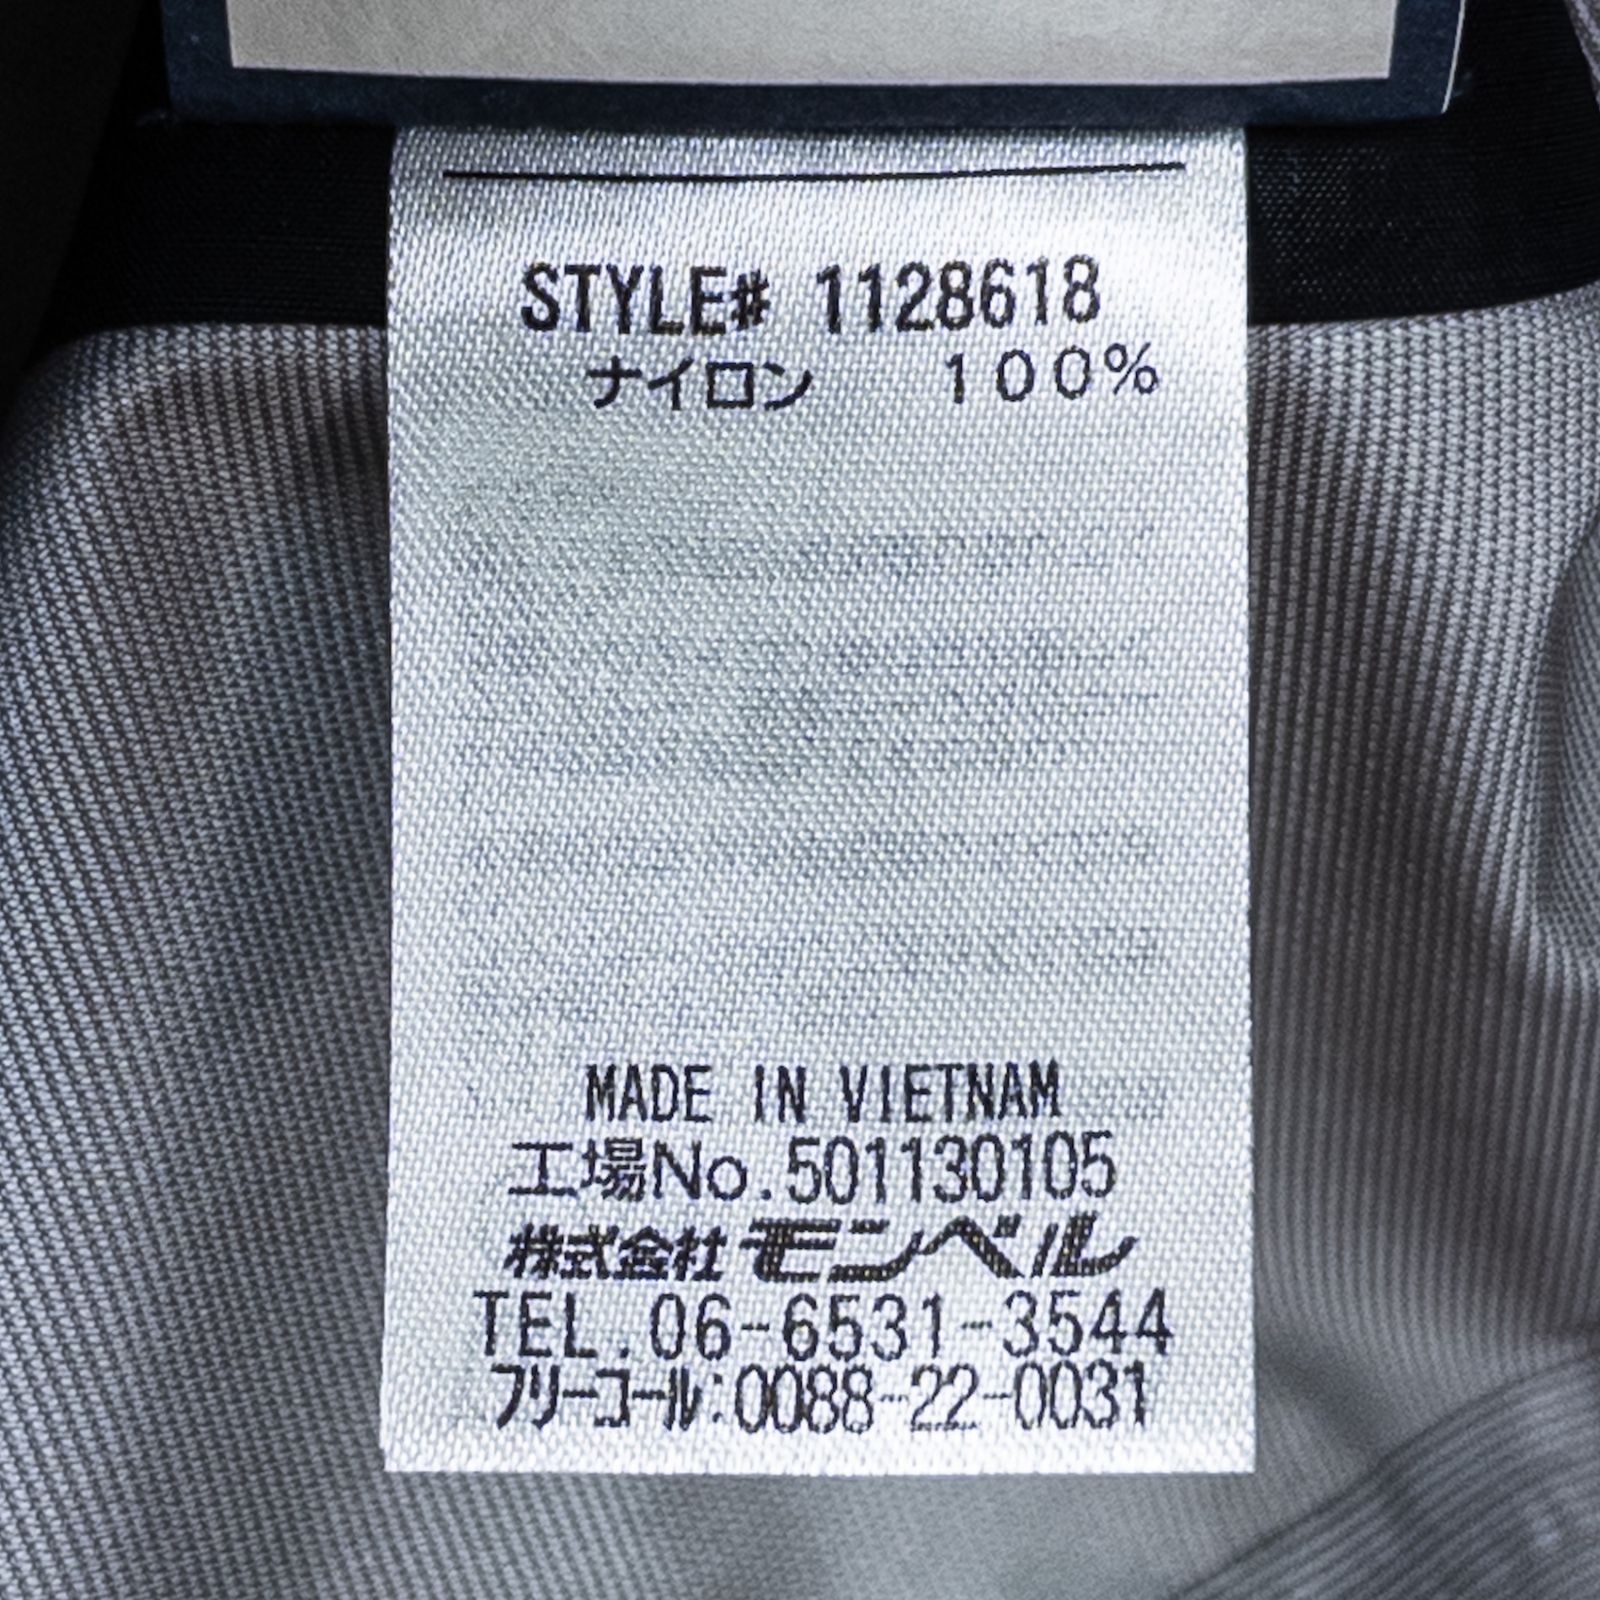 STYLE# 1128618
ナイロン 100%
MADE IN VIETNAM
工場No.501130105
株式会社モンベル
TEL.06-6531-3544
フリーコール:0088-22-0031